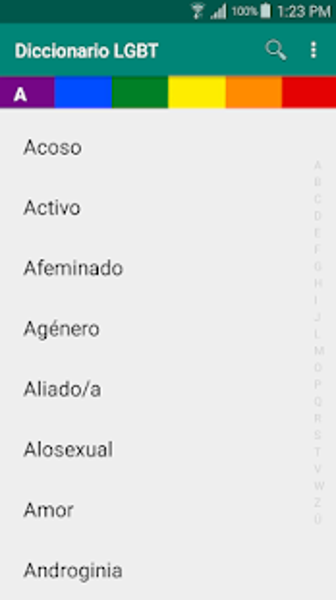 100% 1:23 PM
Diccionario LGBT
A
Acoso
Activo
Afeminado
Agénero
Aliado/a
Alosexual
Amor
Androginia
A
B
C
D
E
F
G
H
I
J
L
M
O
P
Q
R
S
T
V
W
Z
Ú